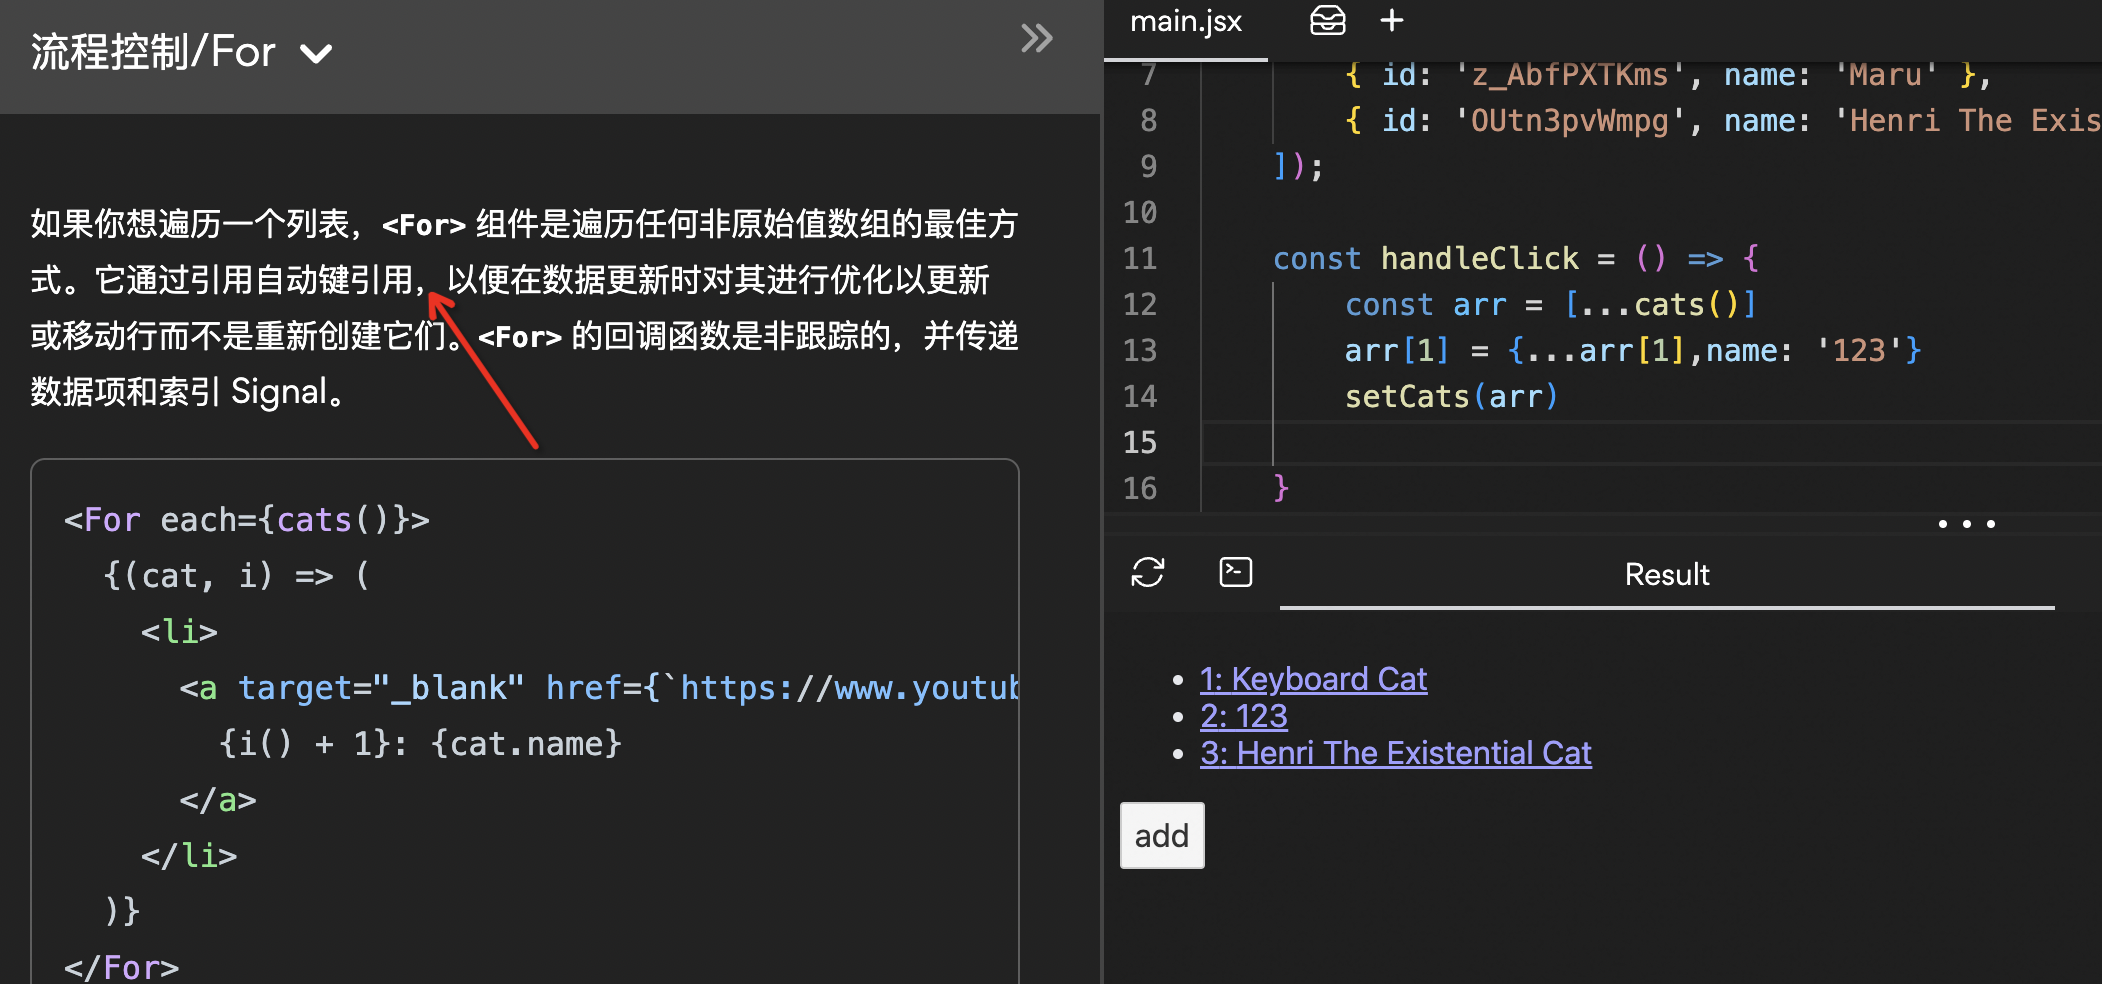 流程控制/For
如果你想遍历一个列表，<For> 组件是遍历任何非原始值数组的最佳方
式。它通过引用自动键引用， 以便在数据更新时对其进行优化以更新
或移动行而不是重新创建它们。<For> 的回调函数是非跟踪的，并传递
数据项和索引 Signal。
<For each={cats()}>
{(cat, i) => (
<li>
<a target="_blank" href={`https://www.youtub
{i() + 1}: {cat.name}
</a>
</li>
)}
</For>
main.jsx
7 { id: 'z_AbfPXTKms', name: 'Maru' },
8 { id: 'OUtn3pvWmpg', name: 'Henri The Exis
9 ]);
10
11 const handleClick = () => {
12 const arr = [...cats()]
13 arr[1] = {...arr[1],name: '123'}
14 setCats(arr)
15
16 }
Result
1: Keyboard Cat
2: 123
3: Henri The Existential Cat
add